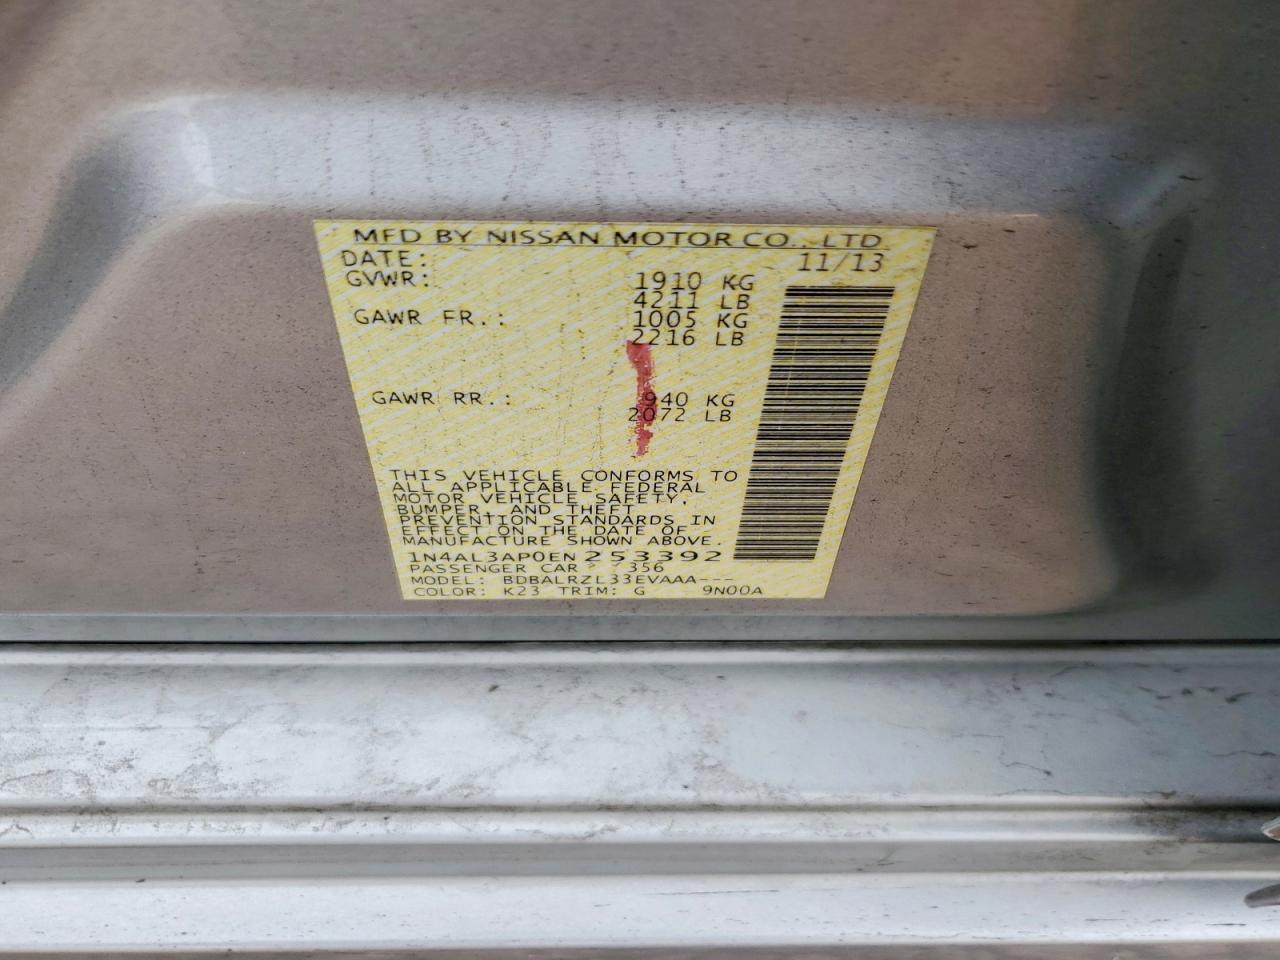 MFD BY NISSAN MOTOR CO., LTD
DATE: 11/13
GVWR: 1910 KG
4211 LB
GAWR FR.: 1005 KG
2216 LB
GAWR RR.: 940 KG
2072 LB
THIS VEHICLE CONFORMS TO
ALL APPLICABLE FEDERAL
MOTOR VEHICLE SAFETY,
BUMPER, AND THEFT
PREVENTION STANDARDS IN
EFFECT ON THE DATE OF
MANUFACTURE SHOWN ABOVE.
1N4AL3AP0EN253392
PASSENGER CAR 356
MODEL: BDBALRZL33EVAAA---
COLOR: K23 TRIM: G 9N00A